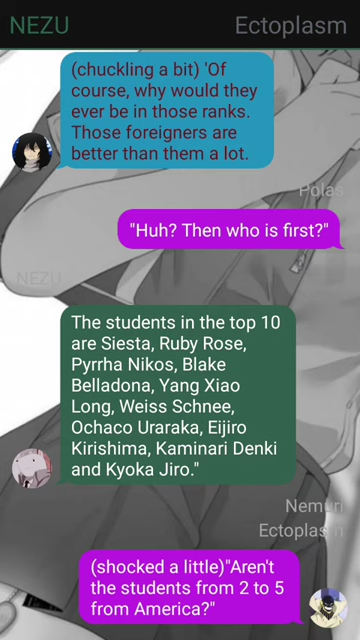 NEZU Ectoplasm
(chuckling a bit) 'Of
course, why would they
ever be in those ranks.
Those foreigners are
better than them a lot.
Polas
"Huh? Then who is first?"
NEZU
The students in the top 10
are Siesta, Ruby Rose,
Pyrrha Nikos, Blake
Belladona, Yang Xiao
Long, Weiss Schnee,
Ochaco Uraraka, Eijiro
Kirishima, Kaminari Denki
and Kyoka Jiro."
Nemuri
Ectoplasm
(shocked a little)"Aren't
the students from 2 to 5
from America?"